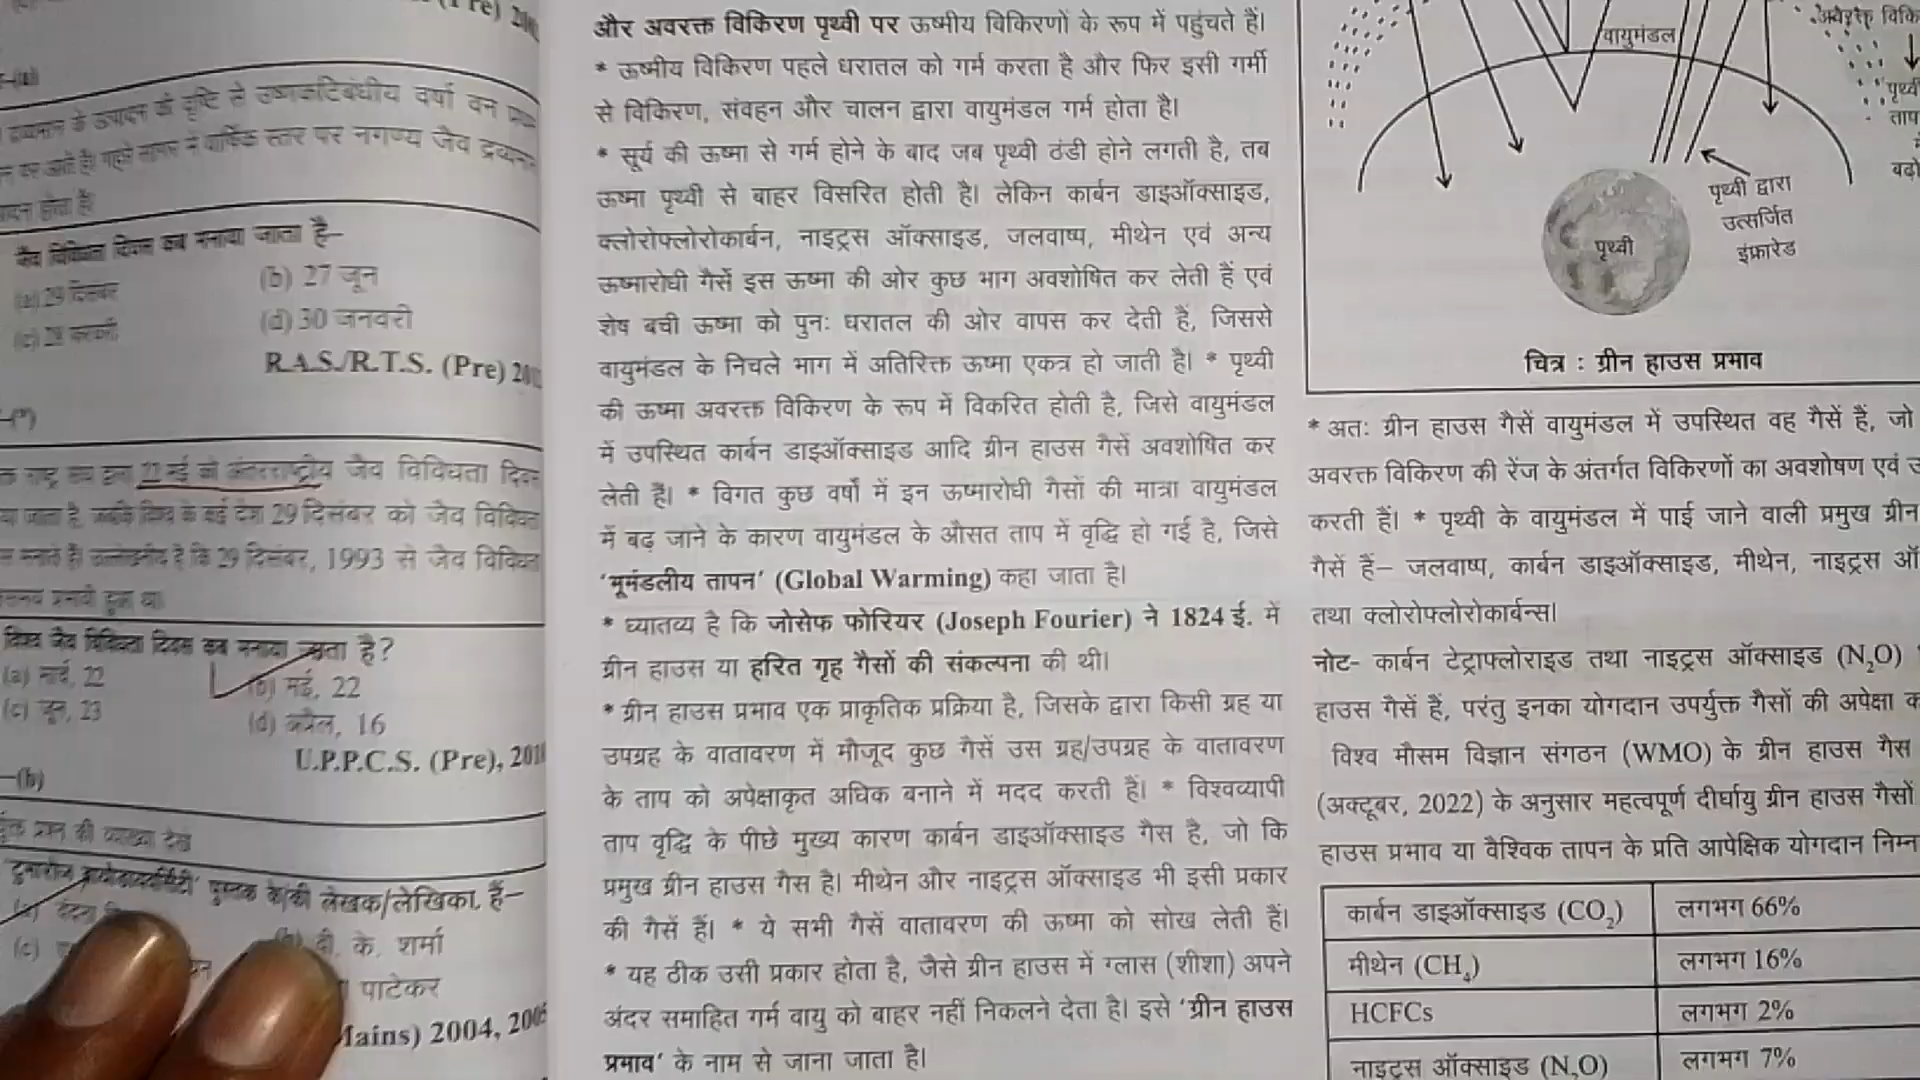 (b) 27 जून
(d) 30 जनवरी
R.A.S./R.T.S. (Pre)
22 मई को अंतरराष्ट्रीय जैव विविधता
29 दिसंबर को जैव
29 दिसंबर, 1993 से जैव
विश्व जैव विविधता दिवस कब मनाया जाता है?
(a) मार्च, 22
(b) मई, 22
(c) जून, 23
(d) अप्रैल, 16
U.P.P.C.S. (Pre),
–(b)
पुस्तक के/की लेखक/लेखिका हैं–
के. शर्मा
पाटेकर
2004,
और अवरक्त विकिरण पृथ्वी पर ऊष्मीय विकिरणों के रूप में पहुंचते हैं।
* ऊष्मीय विकिरण पहले धरातल को गर्म करता है और फिर इसी गर्मी
से विकिरण, संवहन और चालन द्वारा वायुमंडल गर्म होता है।
* सूर्य की ऊष्मा से गर्म होने के बाद जब पृथ्वी ठंडी होने लगती है, तब
ऊष्मा पृथ्वी से बाहर विसरित होती है। लेकिन कार्बन डाइऑक्साइड,
क्लोरोफ्लोरोकार्बन, नाइट्रस ऑक्साइड, जलवाष्प, मीथेन एवं अन्य
ऊष्मारोधी गैसें इस ऊष्मा की ओर कुछ भाग अवशोषित कर लेती हैं एवं
शेष बची ऊष्मा को पुनः धरातल की ओर वापस कर देती हैं, जिससे
वायुमंडल के निचले भाग में अतिरिक्त ऊष्मा एकत्र हो जाती है। * पृथ्वी
की ऊष्मा अवरक्त विकिरण के रूप में विकरित होती है, जिसे वायुमंडल
में उपस्थित कार्बन डाइऑक्साइड आदि ग्रीन हाउस गैसें अवशोषित कर
लेती हैं। * विगत कुछ वर्षों में इन ऊष्मारोधी गैसों की मात्रा वायुमंडल
में बढ़ जाने के कारण वायुमंडल के औसत ताप में वृद्धि हो गई है, जिसे
'भूमंडलीय तापन' (Global Warming) कहा जाता है।
* ध्यातव्य है कि जोसेफ फोरियर (Joseph Fourier) ने 1824 ई. में
ग्रीन हाउस या हरित गृह गैसों की संकल्पना की थी।
* ग्रीन हाउस प्रभाव एक प्राकृतिक प्रक्रिया है, जिसके द्वारा किसी ग्रह या
उपग्रह के वातावरण में मौजूद कुछ गैसें उस ग्रह/उपग्रह के वातावरण
के ताप को अपेक्षाकृत अधिक बनाने में मदद करती हैं। * विश्वव्यापी
ताप वृद्धि के पीछे मुख्य कारण कार्बन डाइऑक्साइड गैस है, जो कि
प्रमुख ग्रीन हाउस गैस है। मीथेन और नाइट्रस ऑक्साइड भी इसी प्रकार
की गैसें हैं। * ये सभी गैसें वातावरण की ऊष्मा को सोख लेती हैं।
* यह ठीक उसी प्रकार होता है, जैसे ग्रीन हाउस में ग्लास (शीशा) अपने
अंदर समाहित गर्म वायु को बाहर नहीं निकलने देता है। इसे 'ग्रीन हाउस
प्रभाव' के नाम से जाना जाता है।
वायुमंडल
अवरक्त
पृथ्वी
ताप
पृथ्वी द्वारा
उत्सर्जित
इंफ्रारेड
पृथ्वी
चित्र : ग्रीन हाउस प्रभाव
* अतः ग्रीन हाउस गैसें वायुमंडल में उपस्थित वह गैसें हैं, जो
अवरक्त विकिरण की रेंज के अंतर्गत विकिरणों का अवशोषण एवं
करती हैं। * पृथ्वी के वायुमंडल में पाई जाने वाली प्रमुख ग्रीन
गैसें हैं– जलवाष्प, कार्बन डाइऑक्साइड, मीथेन, नाइट्रस
तथा क्लोरोफ्लोरोकार्बन्स।
नोट- कार्बन टेट्राफ्लोराइड तथा नाइट्रस ऑक्साइड (N₂O)
हाउस गैसें हैं, परंतु इनका योगदान उपर्युक्त गैसों की अपेक्षा
विश्व मौसम विज्ञान संगठन (WMO) के ग्रीन हाउस गैस
(अक्टूबर, 2022) के अनुसार महत्वपूर्ण दीर्घायु ग्रीन हाउस गैसों
हाउस प्रभाव या वैश्विक तापन के प्रति आपेक्षिक योगदान निम्न
कार्बन डाइऑक्साइड (CO₂) लगभग 66%
मीथेन (CH₄) लगभग 16%
HCFCs लगभग 2%
नाइट्रस ऑक्साइड (N₂O) लगभग 7%